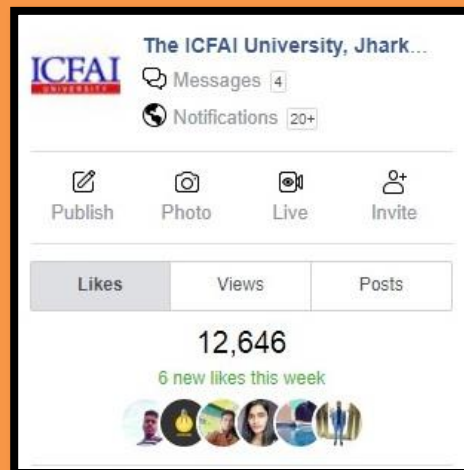 The ICFAI University, Jhark...
ICFAI
UNIVERSITY
Messages 4
Notifications 20+
Publish Photo Live Invite
Likes Views Posts
12,646
6 new likes this week